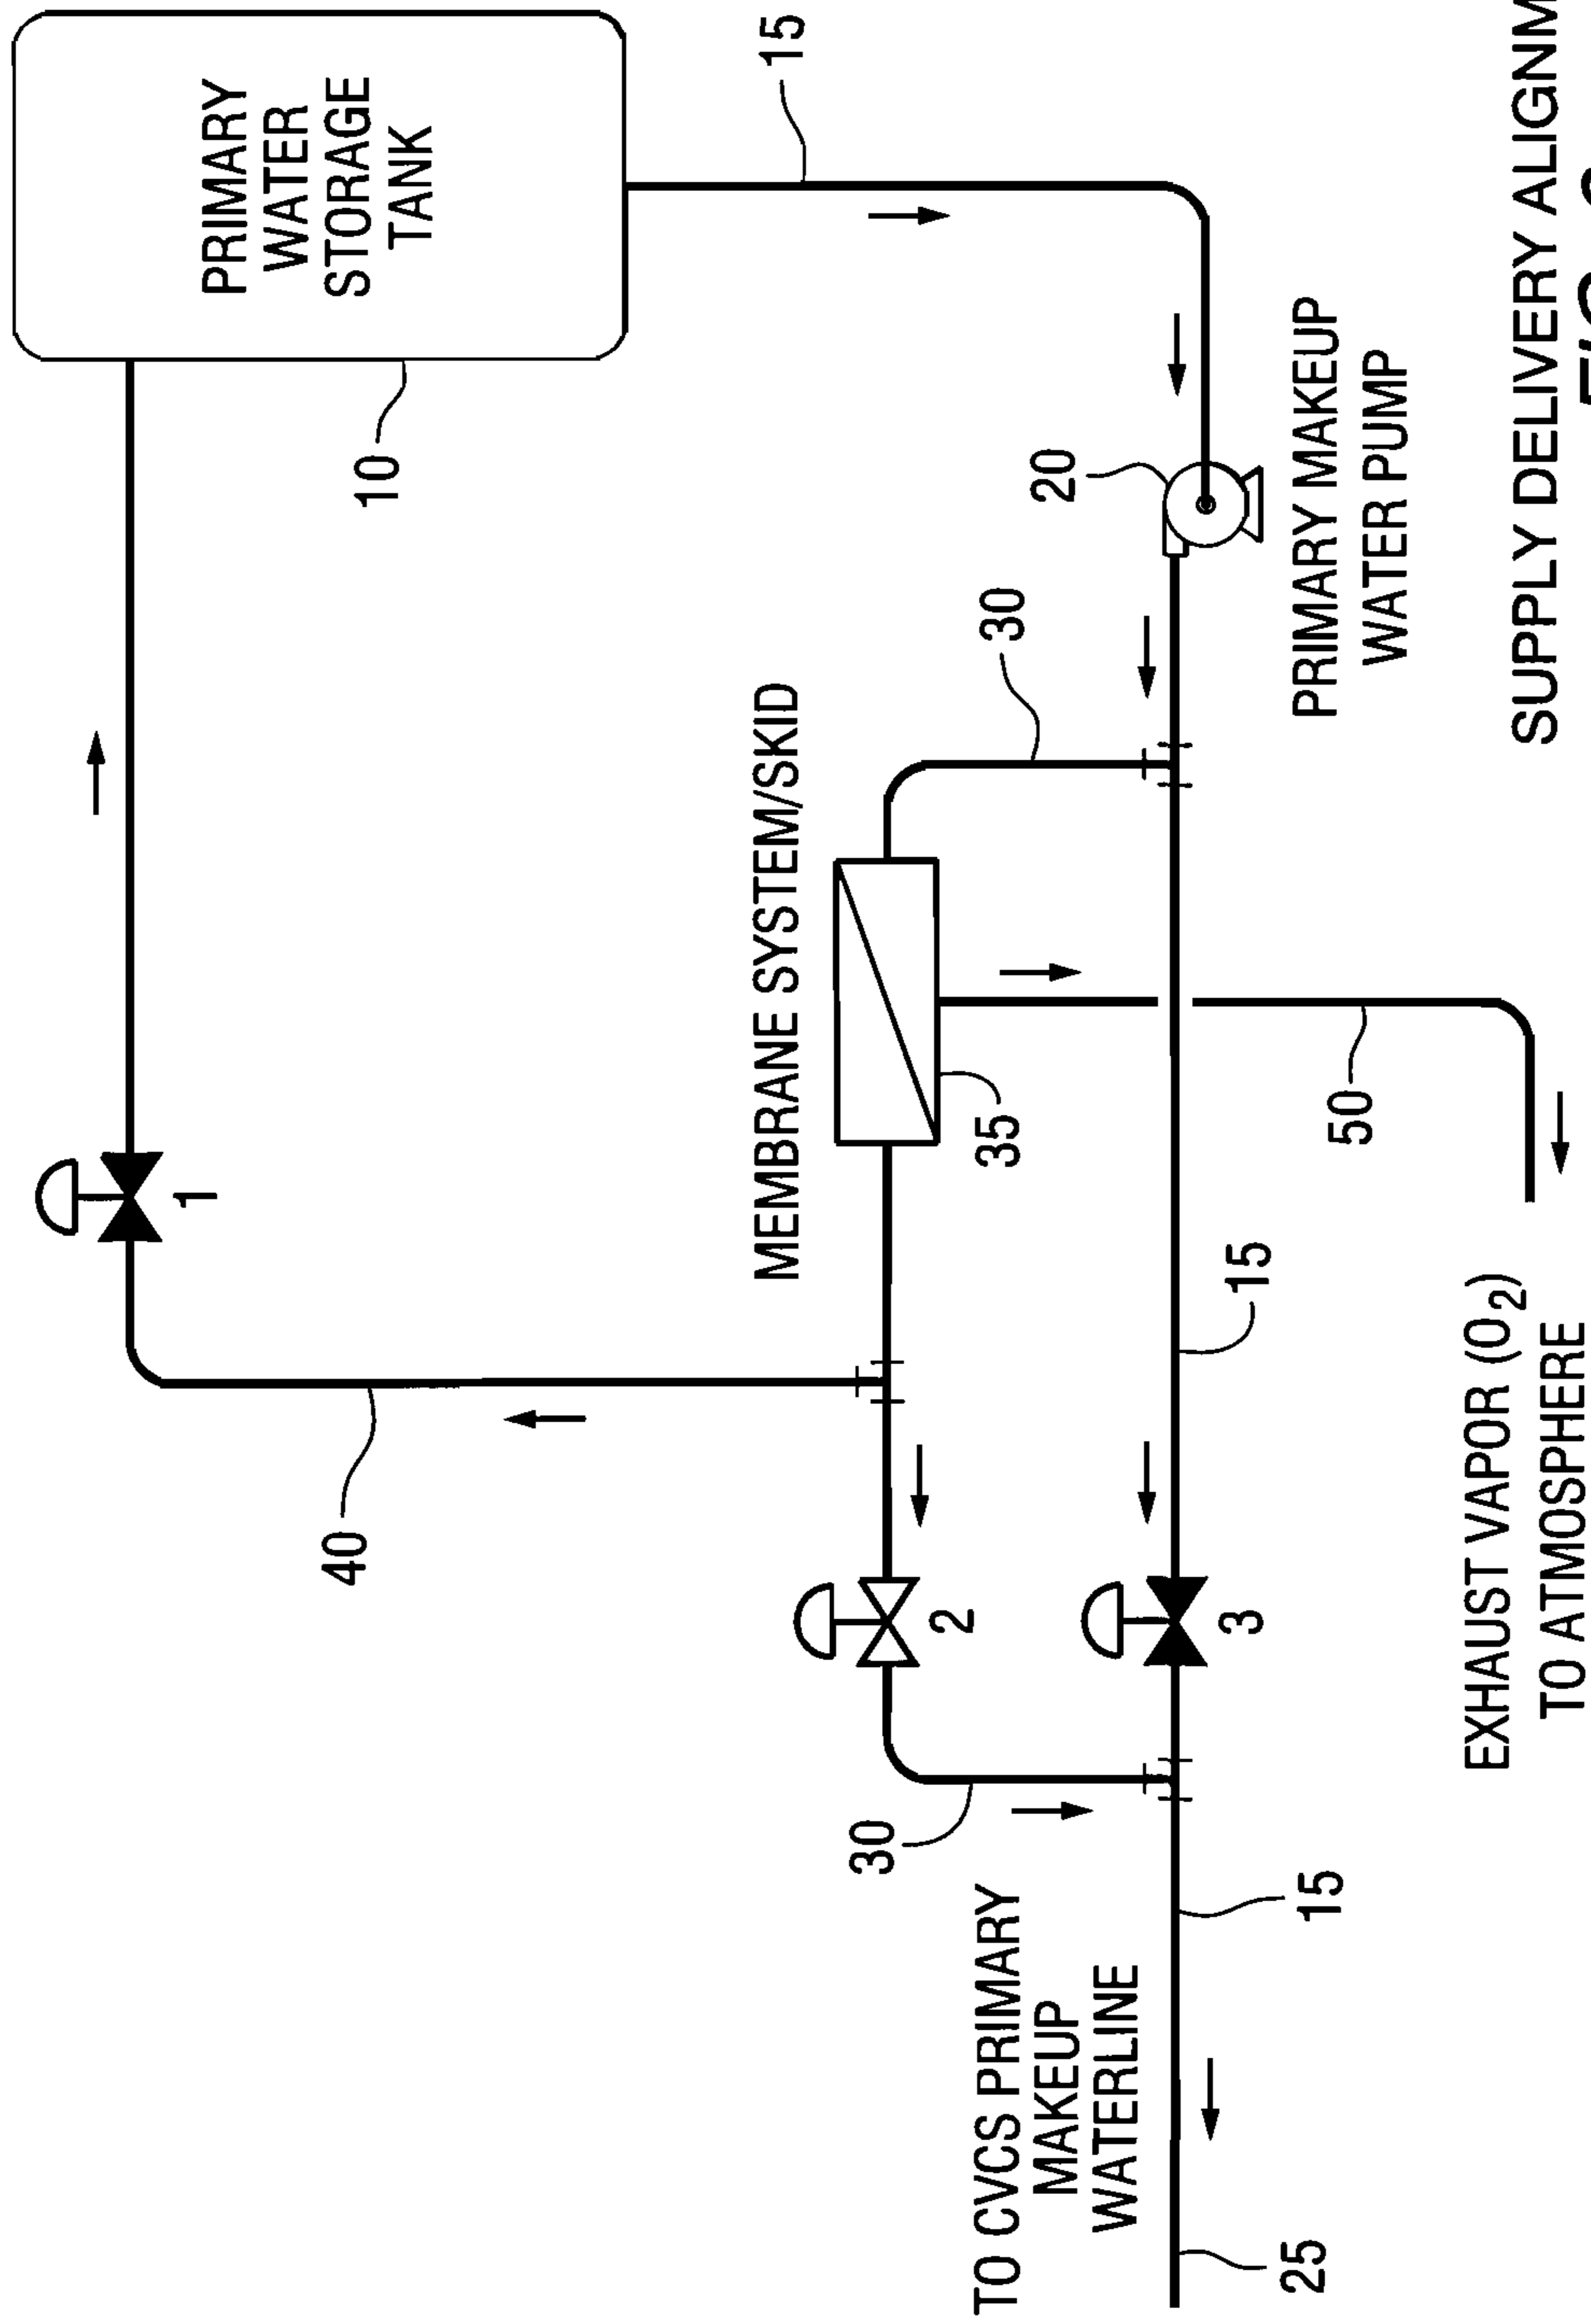 PRIMARY
WATER
STORAGE
TANK
15
10
1
40
MEMBRANE SYSTEM/SKID
30
20
35
PRIMARY MAKEUP
WATER PUMP
2
3
15
50
30
TO CVCS PRIMARY
MAKEUP
WATERLINE
15
25
EXHAUST VAPOR (O2)
TO ATMOSPHERE
SUPPLY DELIVERY